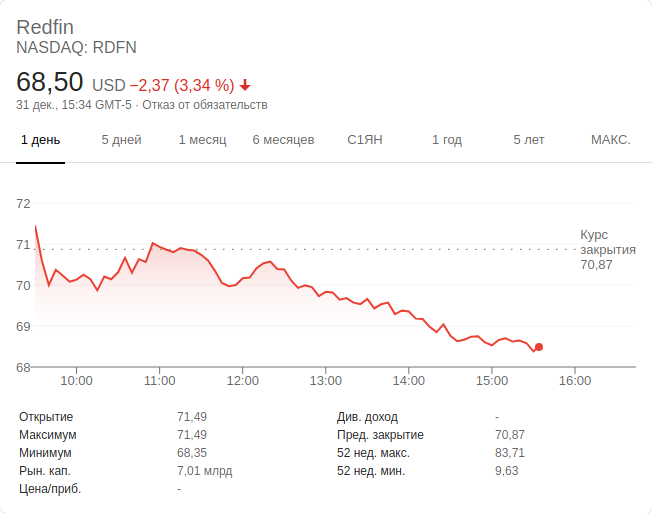 Redfin
NASDAQ: RDFN
68,50 USD −2,37 (3,34 %)
31 дек., 15:34 GMT-5 · Отказ от обязательств
1 день 5 дней 1 месяц 6 месяцев С1ЯН 1 год 5 лет МАКС.
72
71
70
69
68
Курс
закрытия
70,87
10:00 11:00 12:00 13:00 14:00 15:00 16:00
Открытие 71,49 Див. доход -
Максимум 71,49 Пред. закрытие 70,87
Минимум 68,35 52 нед. макс. 83,71
Рын. кап. 7,01 млрд 52 нед. мин. 9,63
Цена/приб. -